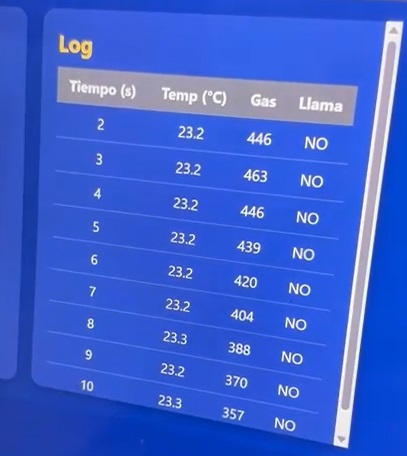 Log
Tiempo (s) Temp (°C) Gas Llama
2 23.2 446 NO
3 23.2 463 NO
4 23.2 446 NO
5 23.2 439 NO
6 23.2 420 NO
7 23.2 404 NO
8 23.3 388 NO
9 23.2 370 NO
10 23.3 357 NO